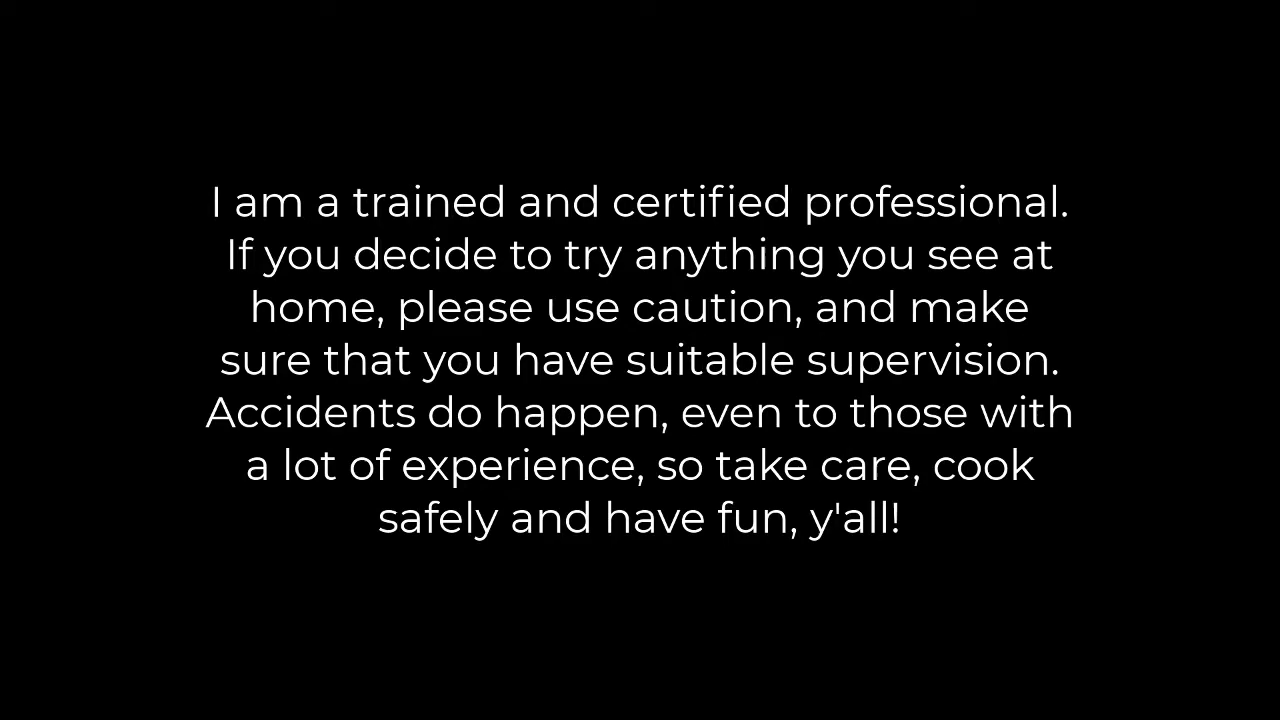 I am a trained and certified professional.
If you decide to try anything you see at
home, please use caution, and make
sure that you have suitable supervision.
Accidents do happen, even to those with
a lot of experience, so take care, cook
safely and have fun, y'all!